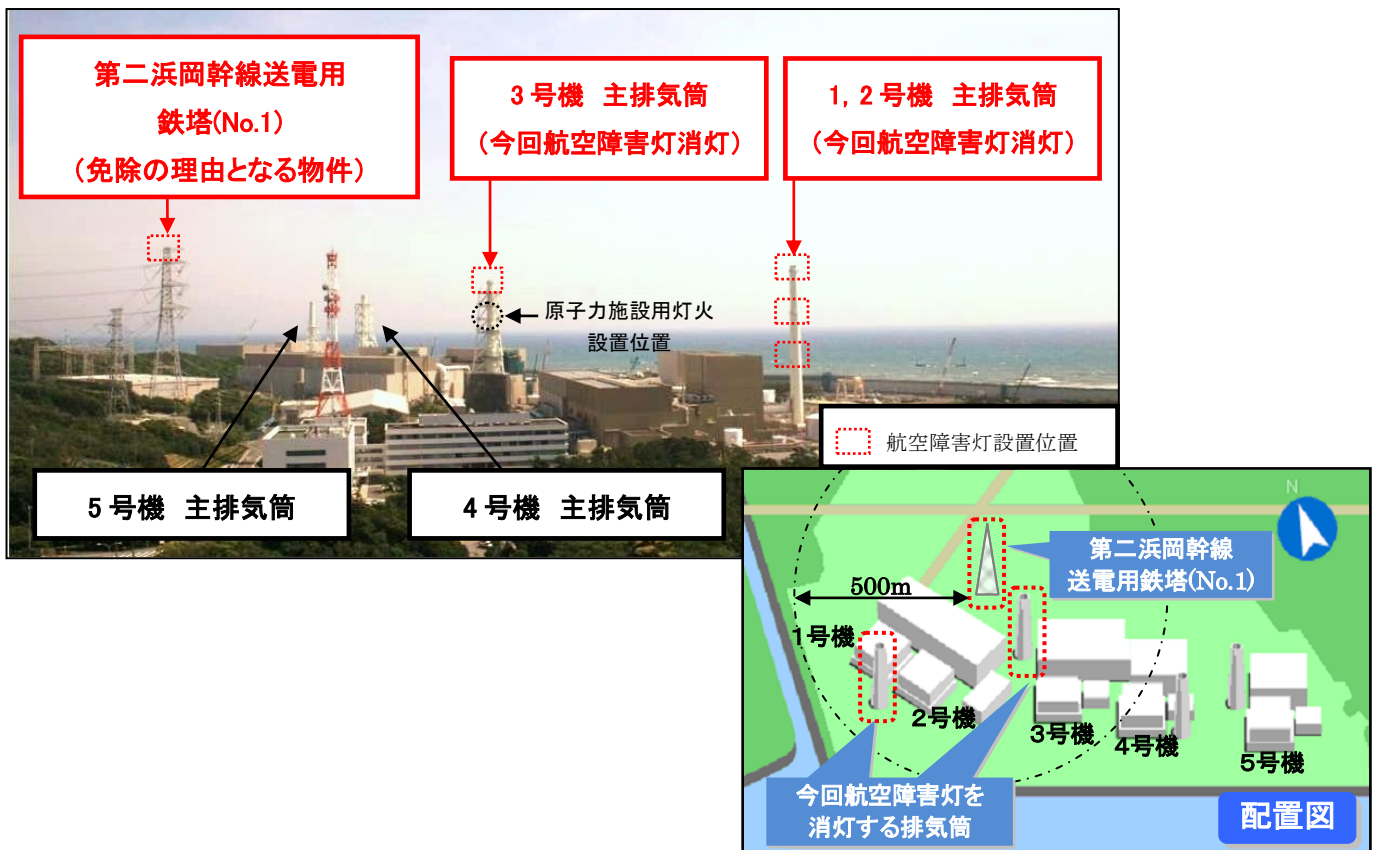 第二浜岡幹線送電用
鉄塔(No.1)
（免除の理由となる物件）
3号機 主排気筒
（今回航空障害灯消灯）
1, 2号機 主排気筒
（今回航空障害灯消灯）
原子力施設用灯火
設置位置
航空障害灯設置位置
5号機 主排気筒
4号機 主排気筒
N
第二浜岡幹線
送電用鉄塔(No.1)
500m
1号機
2号機
3号機
4号機
5号機
今回航空障害灯を
消灯する排気筒
配置図